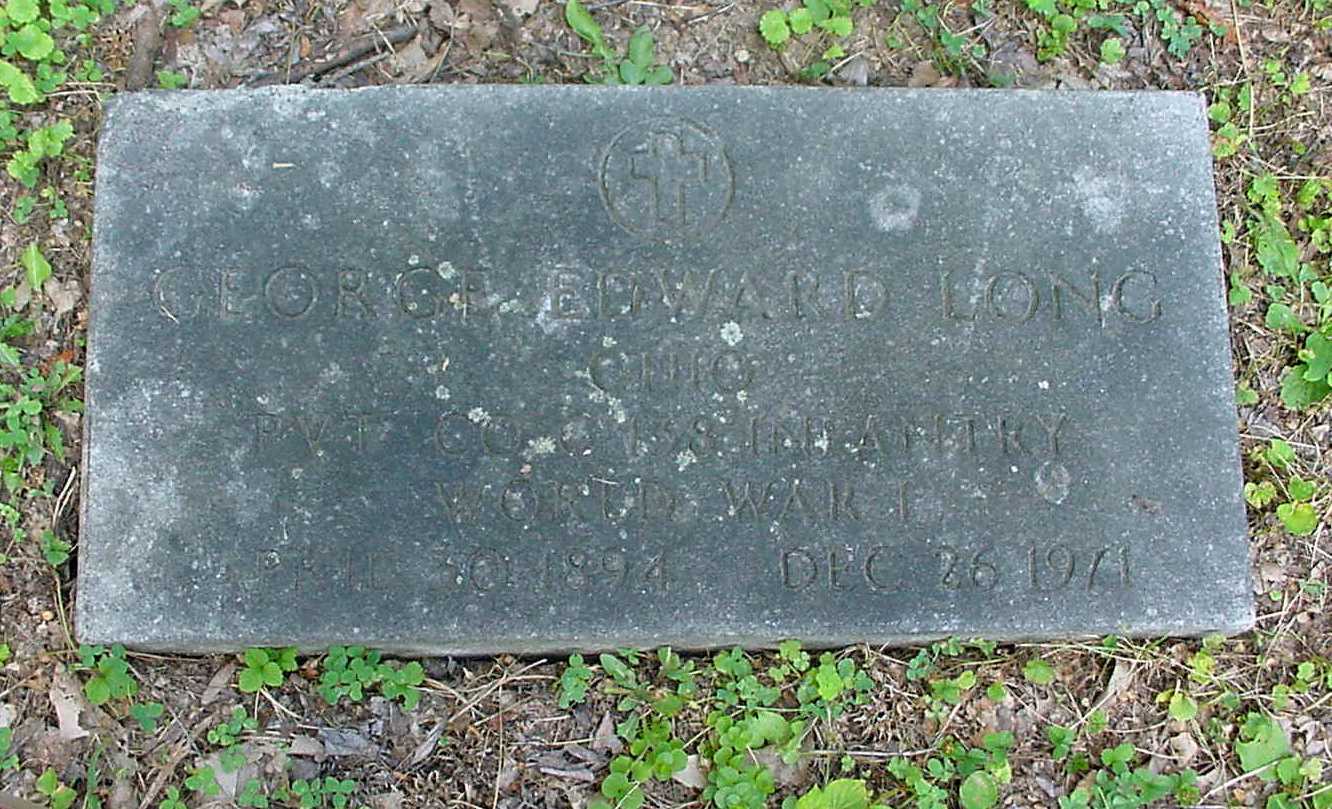 GEORGE EDWARD LONG
OHIO
PVT CO C 158 INFANTRY
WORLD WAR I
APRIL 30 1894 DEC 26 1971